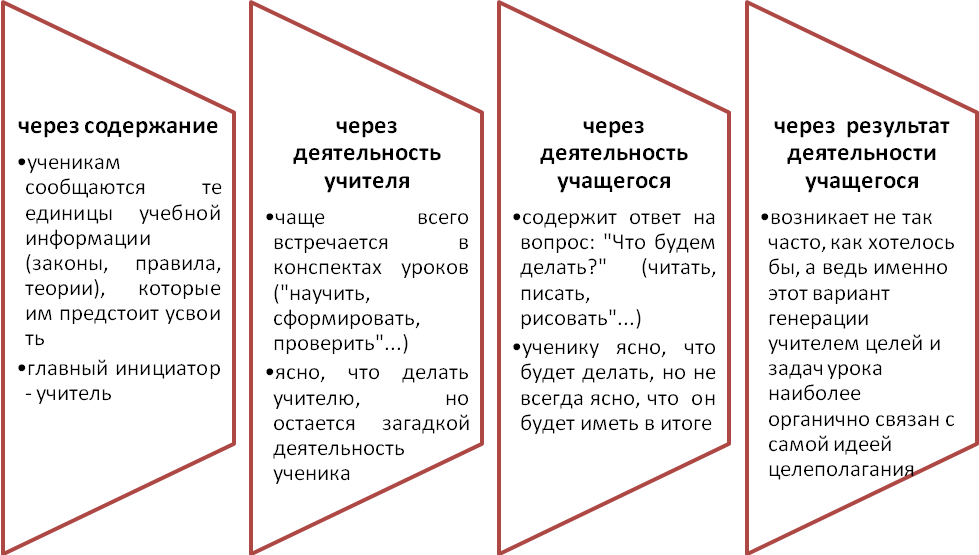 через содержание
•ученикам
сообщаются те
единицы учебной
информации
(законы, правила,
теории), которые
им предстоит усвои
ть
•главный инициатор
- учитель
через
деятельность
учителя
•чаще всего
встречается в
конспектах уроков
("научить,
сформировать,
проверить"...)
•ясно, что делать
учителю, но
остается загадкой
деятельность
ученика
через
деятельность
учащегося
•содержит ответ на
вопрос: "Что будем
делать?" (читать,
писать,
рисовать"...)
•ученику ясно, что
будет делать, но не
всегда ясно, что он
будет иметь в итоге
через результат
деятельности
учащегося
•возникает не так
часто, как хотелось
бы, а ведь именно
этот вариант
генерации
учителем целей и
задач урока
наиболее
органично связан с
самой идеей
целеполагания